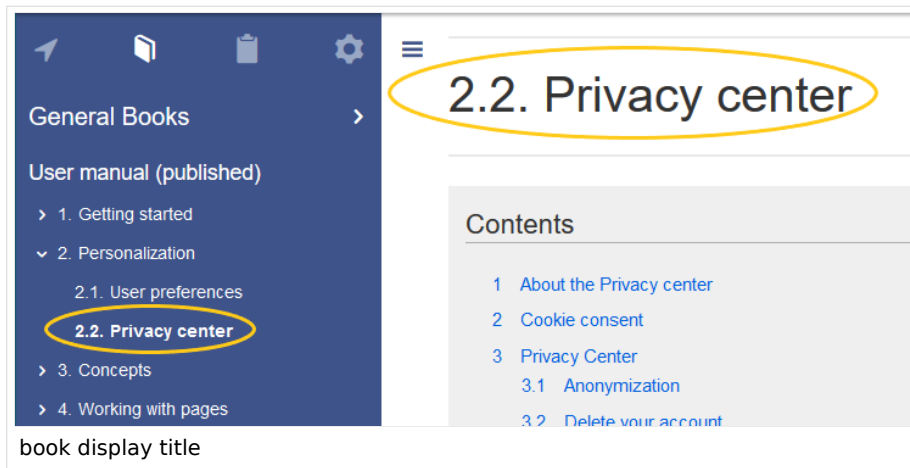 General Books
User manual (published)
1. Getting started
2. Personalization
2.1. User preferences
2.2. Privacy center
3. Concepts
4. Working with pages
2.2. Privacy center
Contents
1 About the Privacy center
2 Cookie consent
3 Privacy Center
3.1 Anonymization
3.2 Delete your account
book display title